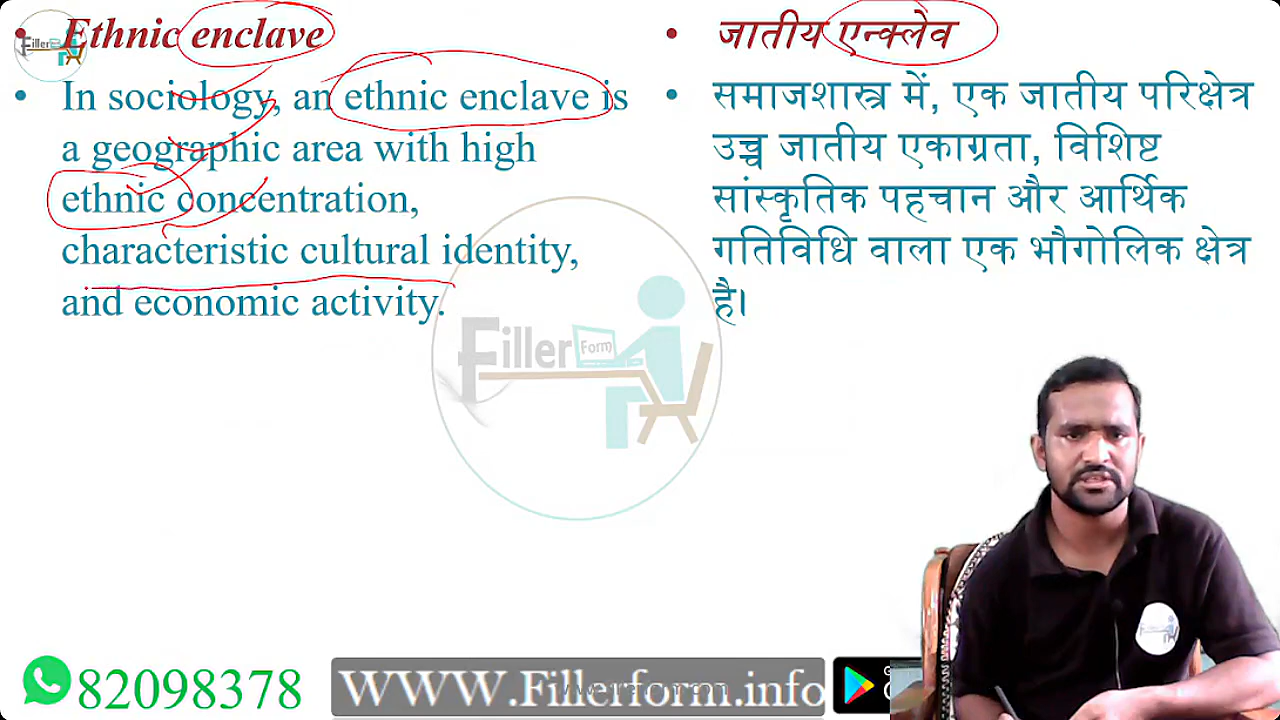 Ethnic enclave
In sociology, an ethnic enclave is
a geographic area with high
ethnic concentration,
characteristic cultural identity,
and economic activity.
जातीय एन्क्लेव
समाजशास्त्र में, एक जातीय परिक्षेत्र
उच्च जातीय एकाग्रता, विशिष्ट
सांस्कृतिक पहचान और आर्थिक
गतिविधि वाला एक भौगोलिक क्षेत्र
है।
Filler Form
82098378
WWW.Fillerform.info